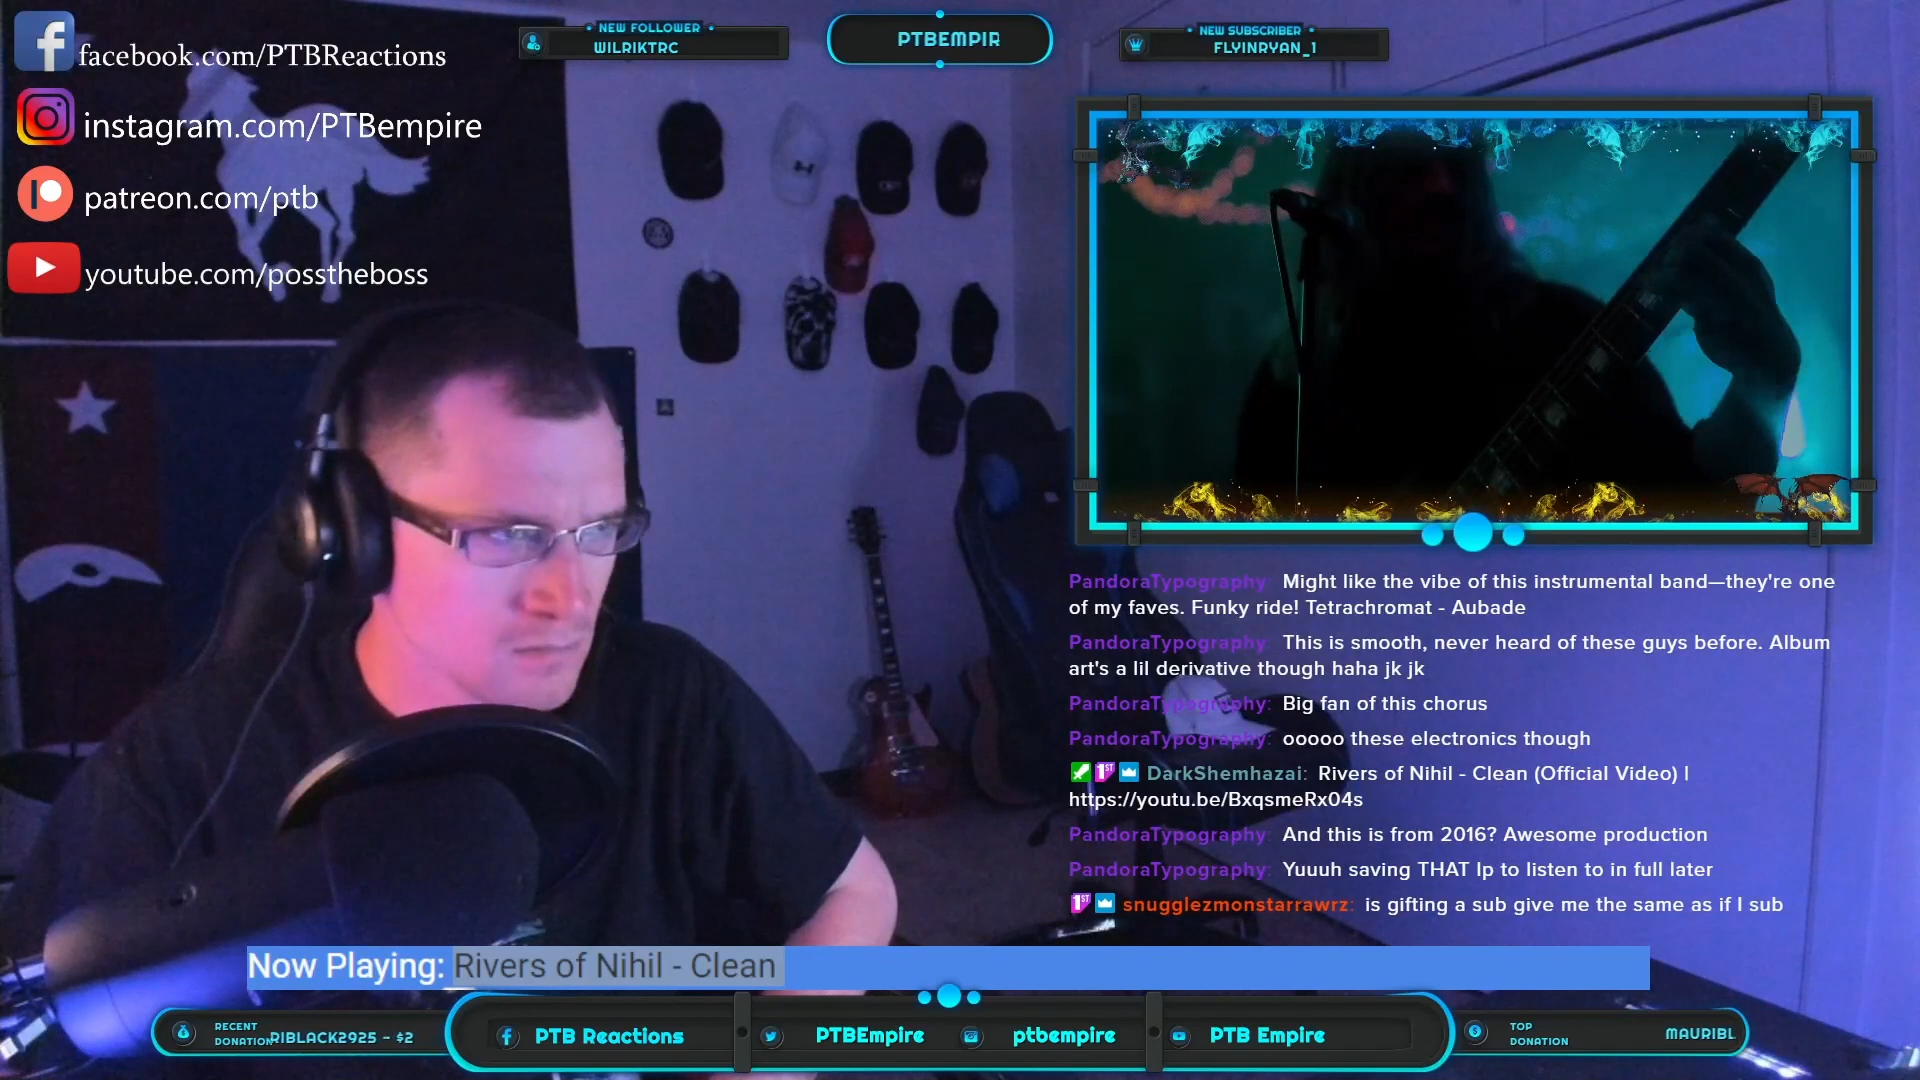 facebook.com/PTBReactions
instagram.com/PTBempire
patreon.com/ptb
youtube.com/posstheboss
NEW FOLLOWER
WILRIKTRC
PTBEMPIR
NEW SUBSCRIBER
FLYINRYAN_1
PandoraTypography: Might like the vibe of this instrumental band—they're one
of my faves. Funky ride! Tetrachromat - Aubade
PandoraTypography: This is smooth, never heard of these guys before. Album
art's a lil derivative though haha jk jk
PandoraTypography: Big fan of this chorus
PandoraTypography: ooooo these electronics though
1ST DarkShemhazai: Rivers of Nihil - Clean (Official Video) |
https://youtu.be/BxqsmeRx04s
PandoraTypography: And this is from 2016? Awesome production
PandoraTypography: Yuuuh saving THAT lp to listen to in full later
1ST snugglezmonstarrawrz: is gifting a sub give me the same as if I sub
Now Playing: Rivers of Nihil - Clean
RECENT
DONATION
RIBLACK2925 - $2
PTB Reactions
PTBEmpire
ptbempire
PTB Empire
TOP
DONATION
MAURIBL